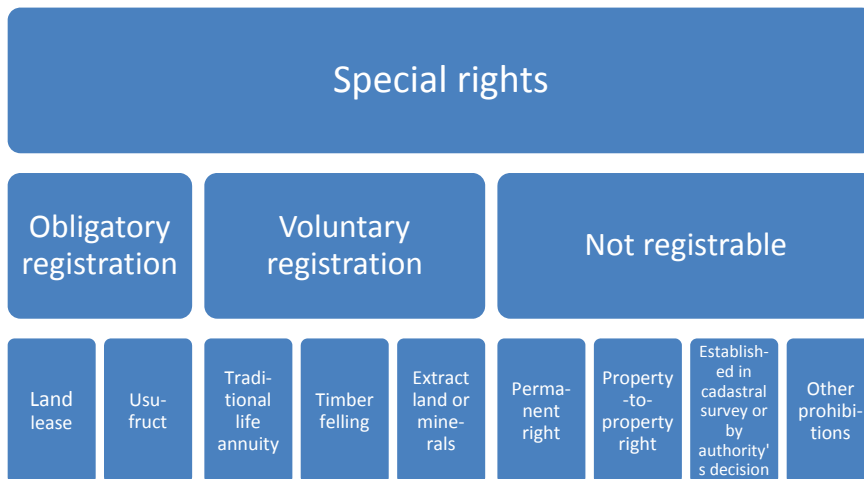 Special rights
Obligatory
registration
Voluntary
registration
Not registrable
Land
lease
Usu-
fruct
Tradi-
tional
life
annuity
Timber
felling
Extract
land or
mine-
rals
Perma-
nent
right
Property
-to-
property
right
Establish-
ed in
cadastral
survey or
by
authority'
s decision
Other
prohibi-
tions